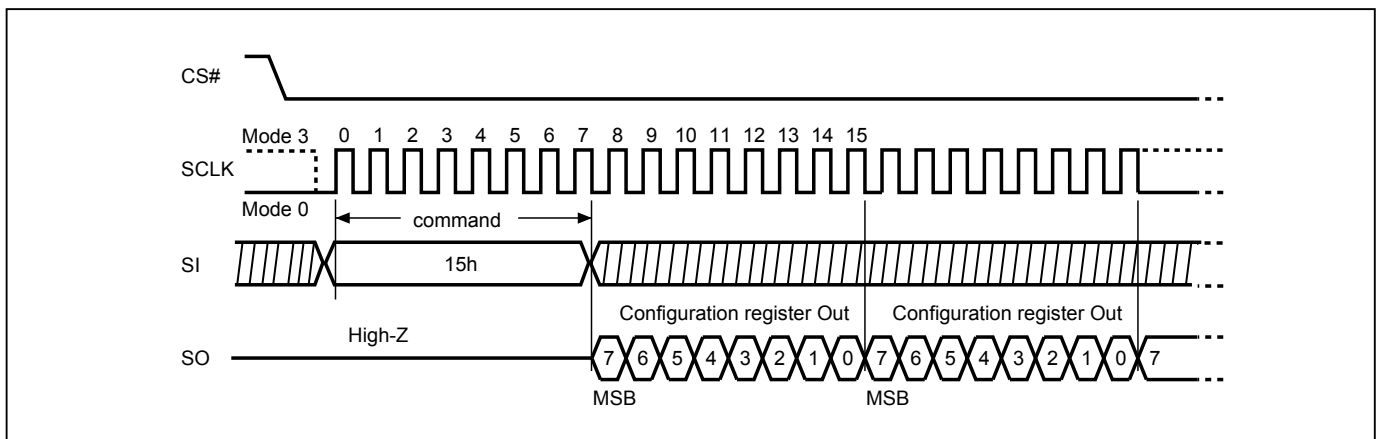 CS#
Mode 3 0 1 2 3 4 5 6 7 8 9 10 11 12 13 14 15
SCLK
Mode 0
command
SI
15h
Configuration register Out Configuration register Out
High-Z
SO
7 6 5 4 3 2 1 0 7 6 5 4 3 2 1 0 7
MSB MSB